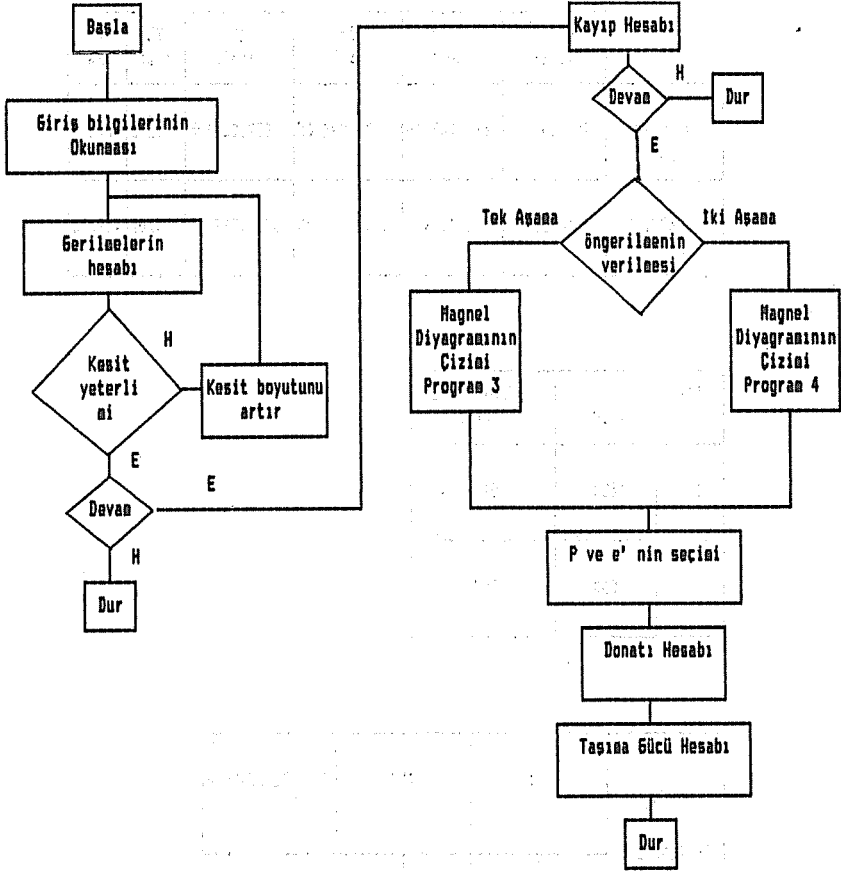 Başla
Giriş bilgilerinin
Okunması
Gerilmelerin
hesabı
H
Kesit
yeterli
mi
Kesit boyutunu
artır
E
Devam
E
H
Dur
Kayıp Hesabı
H
Devam
Dur
E
Tek Aşama
İki Aşama
öngerilmenin
verilmesi
Magnel
Diyagramının
Çizimi
Program 3
Magnel
Diyagramının
Çizimi
Program 4
P ve e' nin seçimi
Donatı Hesabı
Taşıma Gücü Hesabı
Dur